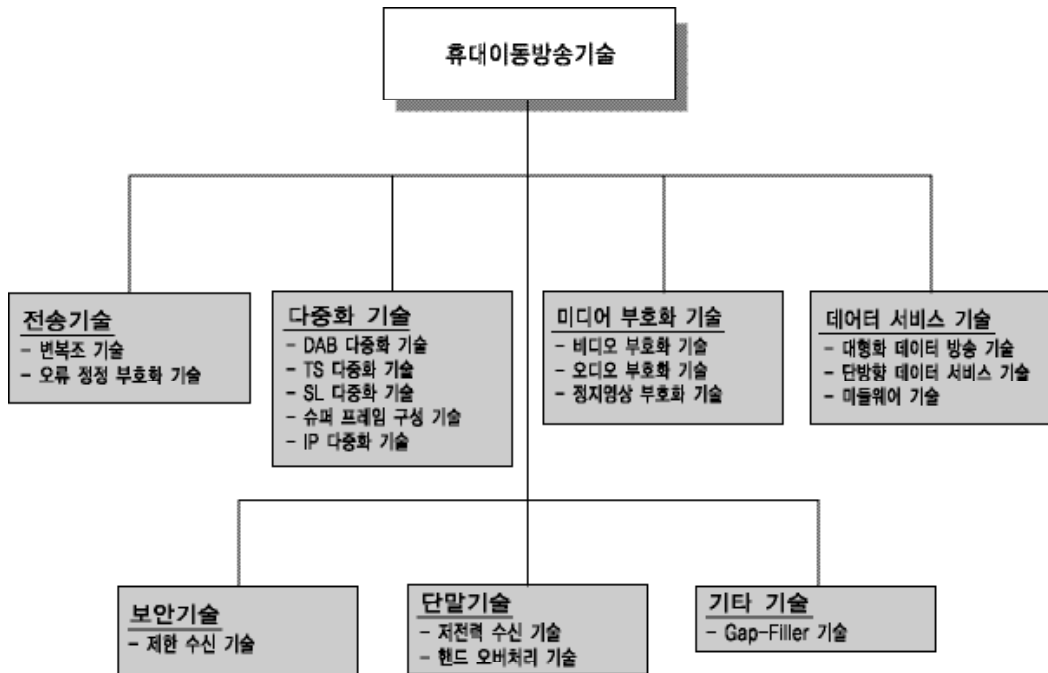 휴대이동방송기술
전송기술
- 변복조 기술
- 오류 정정 부호화 기술
다중화 기술
- DAB 다중화 기술
- TS 다중화 기술
- SL 다중화 기술
- 슈퍼 프레임 구성 기술
- IP 다중화 기술
미디어 부호화 기술
- 비디오 부호화 기술
- 오디오 부호화 기술
- 정지영상 부호화 기술
데어터 서비스 기술
- 대형화 데이터 방송 기술
- 단방향 데이터 서비스 기술
- 미들웨어 기술
보안기술
- 제한 수신 기술
단말기술
- 저전력 수신 기술
- 핸드 오버처리 기술
기타 기술
- Gap-Filler 기술